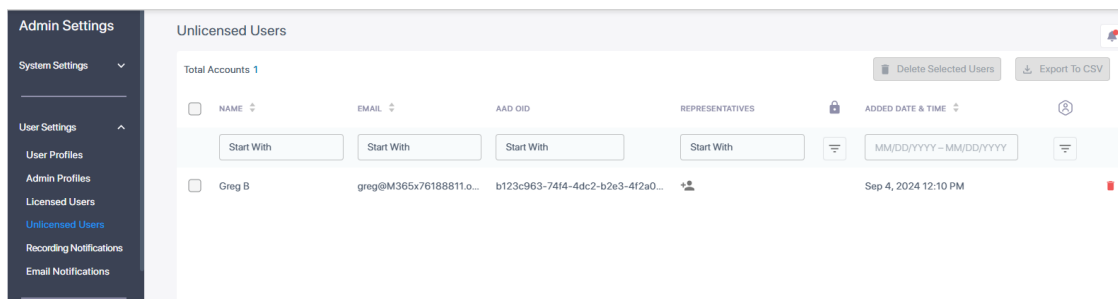 Admin Settings
System Settings
User Settings
User Profiles
Admin Profiles
Licensed Users
Unlicensed Users
Recording Notifications
Email Notifications
Unlicensed Users
Total Accounts 1
Delete Selected Users
Export To CSV
NAME EMAIL AAD OID REPRESENTATIVES ADDED DATE & TIME
Start With Start With Start With Start With MM/DD/YYYY – MM/DD/YYYY
Greg B greg@M365x76188811.o... b123c963-74f4-4dc2-b2e3-4f2a0... Sep 4, 2024 12:10 PM